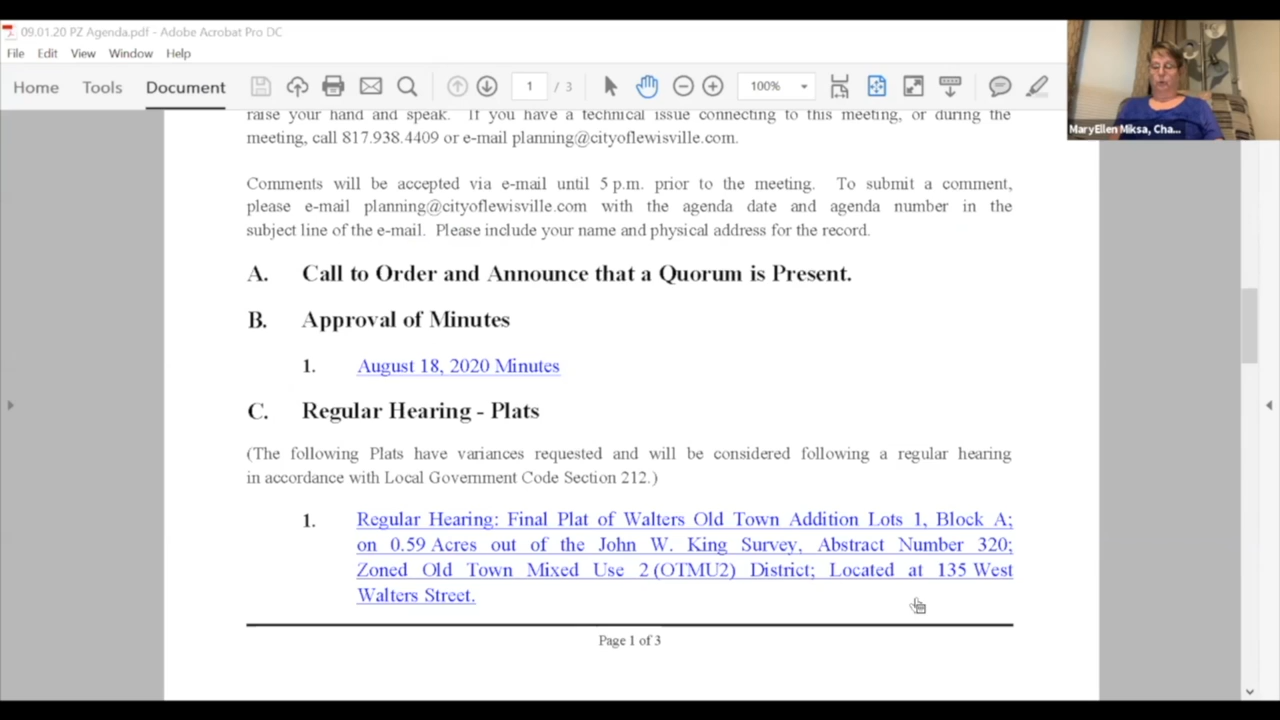 09.01.20 PZ Agenda.pdf - Adobe Acrobat Pro DC
File Edit View Window Help
Home Tools Document 1 / 3 100%
MaryEllen Miksa, Cha...
raise your hand and speak. If you have a technical issue connecting to this meeting, or during the
meeting, call 817.938.4409 or e-mail planning@cityoflewisville.com.
Comments will be accepted via e-mail until 5 p.m. prior to the meeting. To submit a comment,
please e-mail planning@cityoflewisville.com with the agenda date and agenda number in the
subject line of the e-mail. Please include your name and physical address for the record.
A. Call to Order and Announce that a Quorum is Present.
B. Approval of Minutes
1. August 18, 2020 Minutes
C. Regular Hearing - Plats
(The following Plats have variances requested and will be considered following a regular hearing
in accordance with Local Government Code Section 212.)
1. Regular Hearing: Final Plat of Walters Old Town Addition Lots 1, Block A;
on 0.59 Acres out of the John W. King Survey, Abstract Number 320;
Zoned Old Town Mixed Use 2 (OTMU2) District; Located at 135 West
Walters Street.
Page 1 of 3